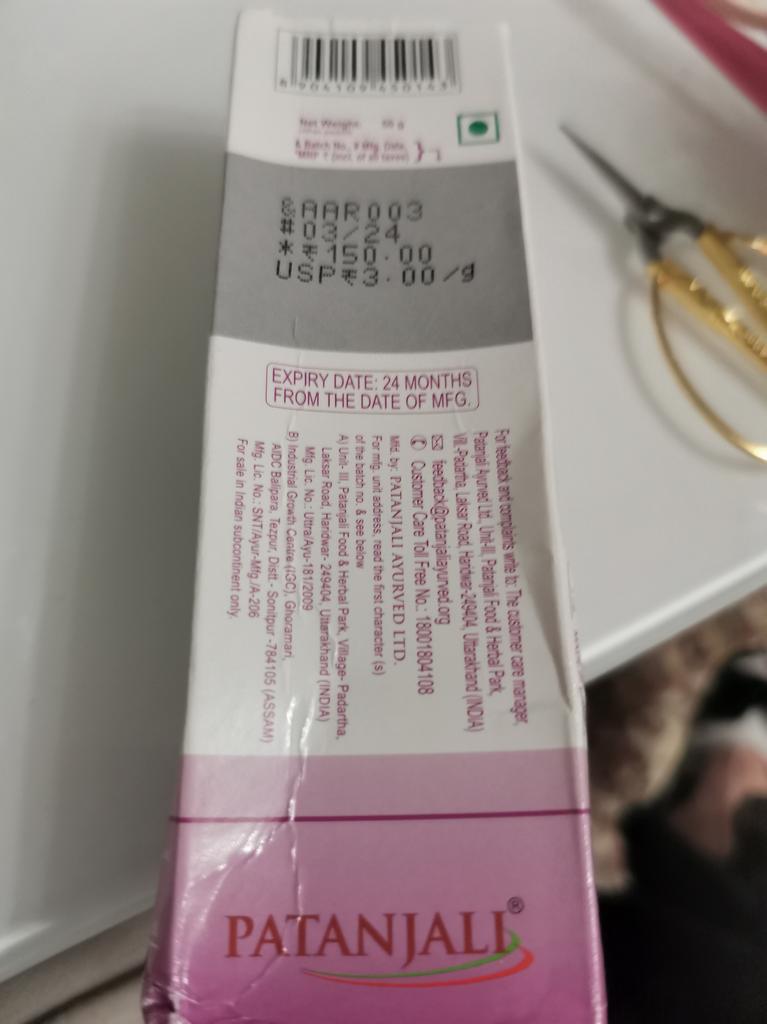 6904109450143
Net Weight: 50 g
& Batch No., # Mfg. Date,
*MRP ₹ (Incl. of all taxes)
&AAR003
#03/24
*₹150.00
USP₹3.00/g
EXPIRY DATE: 24 MONTHS
FROM THE DATE OF MFG.
For feedback and complaints write to: The customer care manager,
Patanjali Ayurved Ltd., Unit-III, Patanjali Food & Herbal Park,
Vill.-Padartha, Laksar Road, Haridwar-249404, Uttarakhand (INDIA)
feedback@patanjaliayurved.org
Customer Care Toll Free No.: 18001804108
Mfd. by: PATANJALI AYURVED LTD.
For mfg. unit address, read the first character (s)
of the batch no. & see below
A) Unit- III, Patanjali Food & Herbal Park, Village- Padartha,
Laksar Road, Haridwar- 249404, Uttarakhand (INDIA)
Mfg. Lic. No.: Uttra/Ayu-181/2009
B) Industrial Growth Centre (IGC), Ghoramari,
AIDC Balipara, Tezpur, Distt.- Sonitpur -784105 (ASSAM)
Mfg. Lic. No.: SNT/Ayur-Mfg./A-206
For sale in Indian subcontinent only.
PATANJALI®